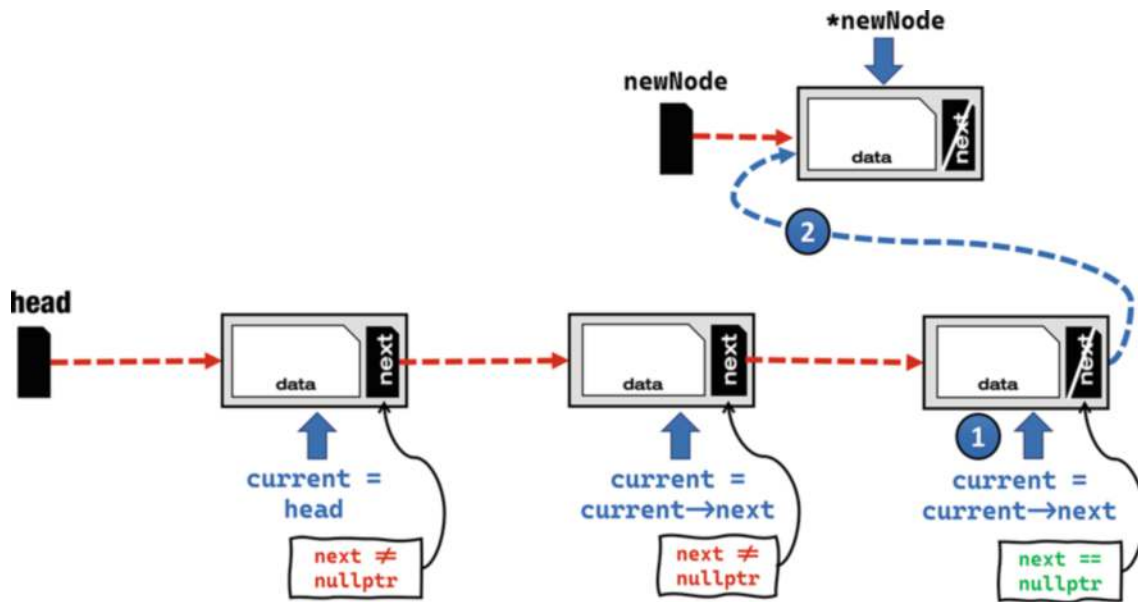 *newNode
newNode
data
next
2
head
data
next
data
next
data
next
1
current =
head
current =
current→next
current =
current→next
next ≠
nullptr
next ≠
nullptr
next ==
nullptr